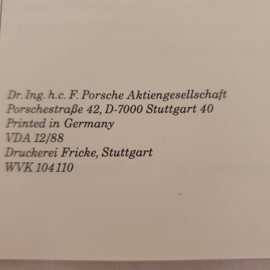 Dr. Ing. h.c. F. Porsche Aktiengesellschaft
Porschestraße 42, D-7000 Stuttgart 40
Printed in Germany
VDA 12/88
Druckerei Fricke, Stuttgart
WVK 104 110